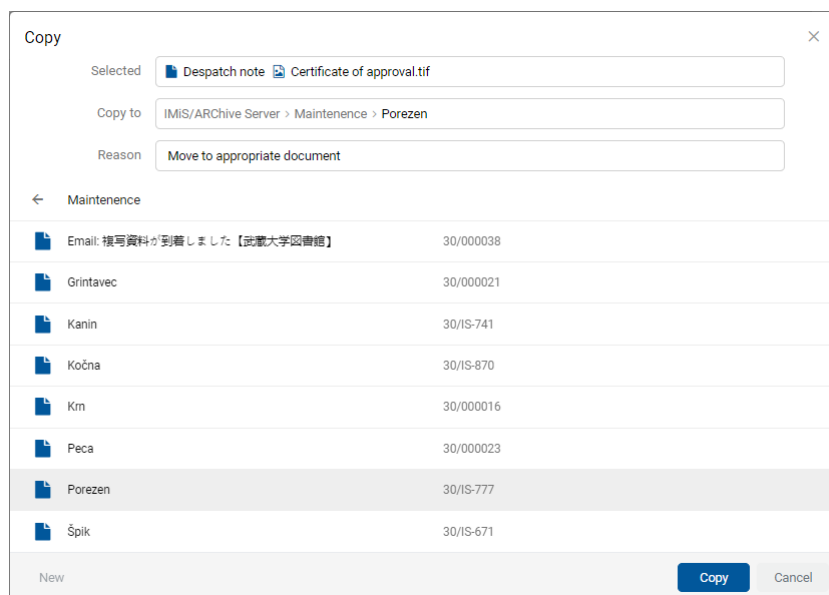 Copy
Selected Despatch note Certificate of approval.tif
Copy to IMiS/ARChive Server > Maintenence > Porezen
Reason Move to appropriate document
← Maintenence
Email: 複写資料が到着しました【武蔵大学図書館】 30/000038
Grintavec 30/000021
Kanin 30/IS-741
Kočna 30/IS-870
Krn 30/000016
Peca 30/000023
Porezen 30/IS-777
Špik 30/IS-671
New Copy Cancel